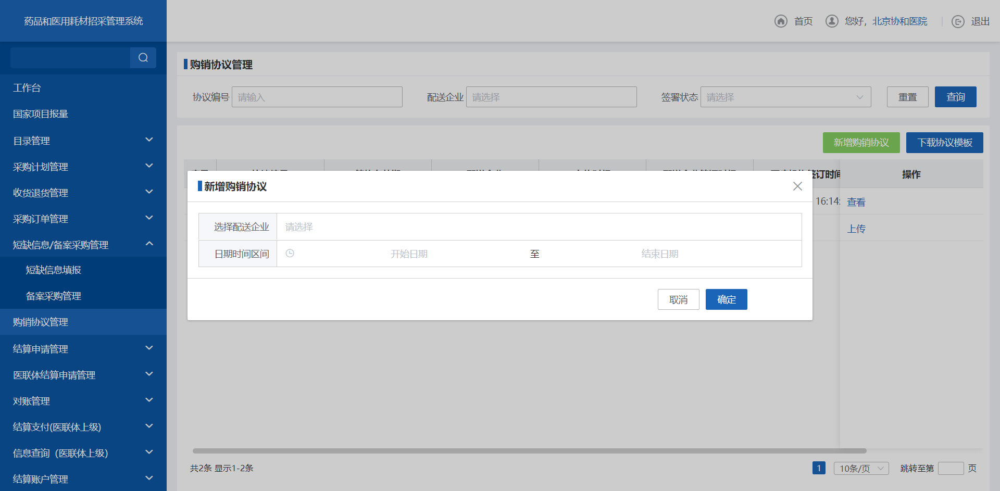 药品和医用耗材招采管理系统
首页
您好，北京协和医院
退出
工作台
国家项目报量
目录管理
采购计划管理
收货退货管理
采购订单管理
短缺信息/备案采购管理
短缺信息填报
备案采购管理
购销协议管理
结算申请管理
医联体结算申请管理
对账管理
结算支付(医联体上级)
信息查询（医联体上级）
结算账户管理
购销协议管理
协议编号 请输入
配送企业 请选择
签署状态 请选择
重置
查询
新增购销协议
下载协议模板
签订时间
操作
16:14:
查看
上传
新增购销协议
选择配送企业 请选择
日期时间区间 开始日期 至 结束日期
取消
确定
共2条 显示1-2条
1
10条/页
跳转至第 页